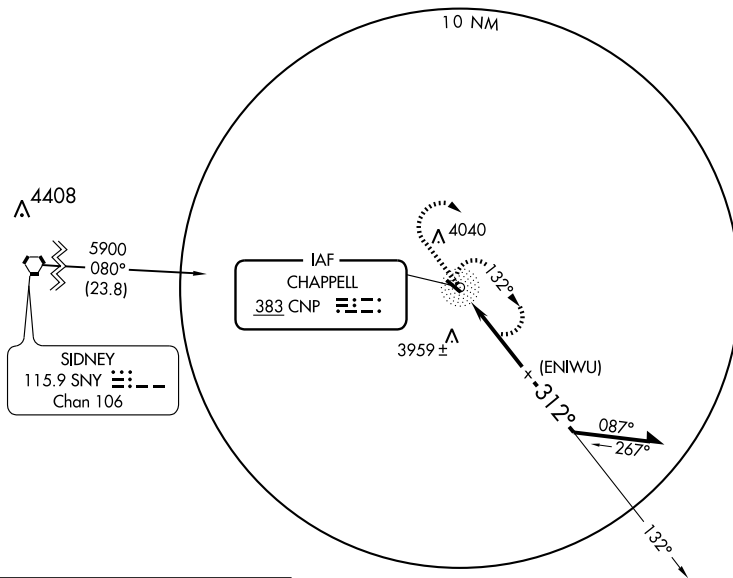 10 NM
4408
5900
080°
(23.8)
IAF
CHAPPELL
383 CNP
4040
132°
3959 ±
SIDNEY
115.9 SNY
Chan 106
(ENIWU)
312°
087°
267°
132°